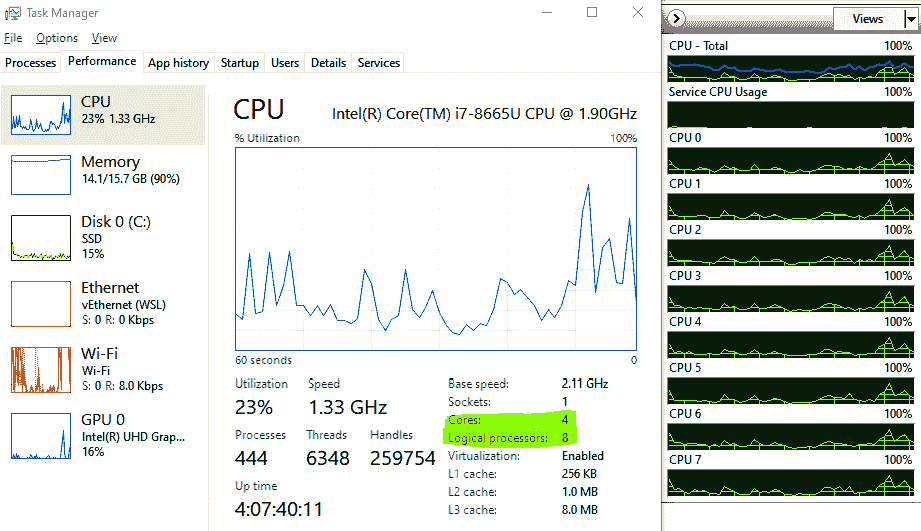 Task Manager
File Options View
Processes Performance App history Startup Users Details Services
CPU
23% 1.33 GHz
Memory
14.1/15.7 GB (90%)
Disk 0 (C:)
SSD
15%
Ethernet
vEthernet (WSL)
S: 0 R: 0 Kbps
Wi-Fi
Wi-Fi
S: 0 R: 8.0 Kbps
GPU 0
Intel(R) UHD Grap...
16%
CPU Intel(R) Core(TM) i7-8665U CPU @ 1.90GHz
% Utilization 100%
60 seconds 0
Utilization Speed
23% 1.33 GHz
Processes Threads Handles
444 6348 259754
Up time
4:07:40:11
Base speed: 2.11 GHz
Sockets: 1
Cores: 4
Logical processors: 8
Virtualization: Enabled
L1 cache: 256 KB
L2 cache: 1.0 MB
L3 cache: 8.0 MB
Views
CPU - Total 100%
Service CPU Usage 100%
CPU 0 100%
CPU 1 100%
CPU 2 100%
CPU 3 100%
CPU 4 100%
CPU 5 100%
CPU 6 100%
CPU 7 100%